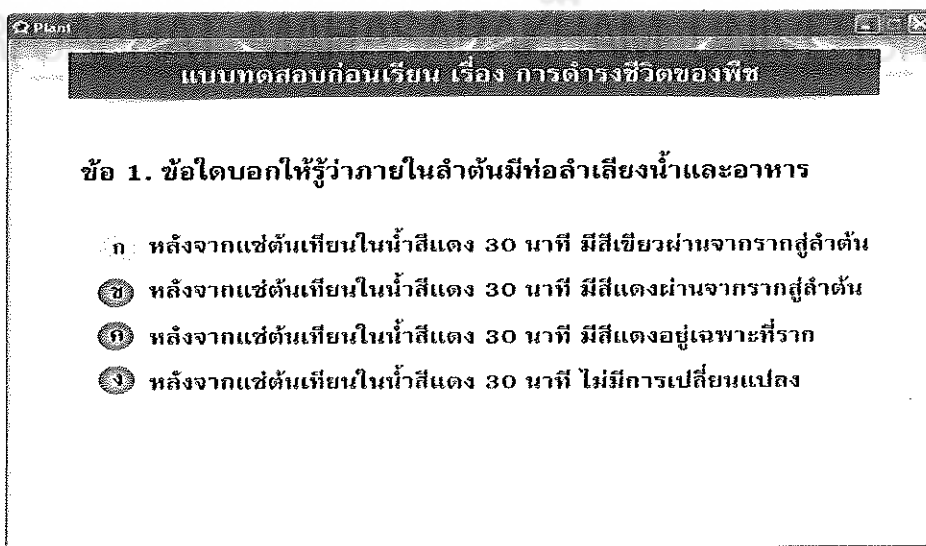 Plant
แบบทดสอบก่อนเรียน เรื่อง การดำรงชีวิตของพืช
ข้อ 1. ข้อใดบอกให้รู้ว่าภายในลำต้นมีท่อลำเลียงน้ำและอาหาร
ก หลังจากแช่ต้นเทียนในน้ำสีแดง 30 นาที มีสีเขียวผ่านจากรากสู่ลำต้น
ข หลังจากแช่ต้นเทียนในน้ำสีแดง 30 นาที มีสีแดงผ่านจากรากสู่ลำต้น
ค หลังจากแช่ต้นเทียนในน้ำสีแดง 30 นาที มีสีแดงอยู่เฉพาะที่ราก
ง หลังจากแช่ต้นเทียนในน้ำสีแดง 30 นาที ไม่มีการเปลี่ยนแปลง